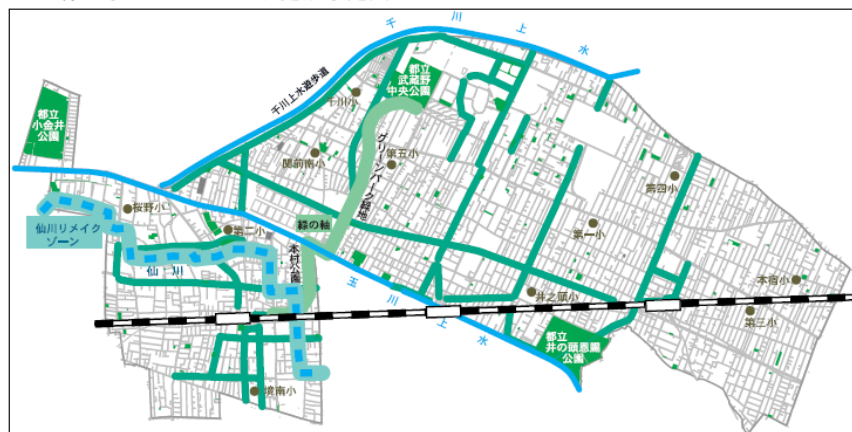 千川上水
都立
武蔵野
中央公園
千川上水遊歩道
千川小
都立
小金井
公園
関前南小
グリーンパーク緑地
第五小
第四小
桜野小
仙川リメイク
ゾーン
第二小
緑の軸
第一小
仙川
本村公園
玉川上水
井之頭小
本宿小
第三小
都立
井の頭恩賜
公園
境南小